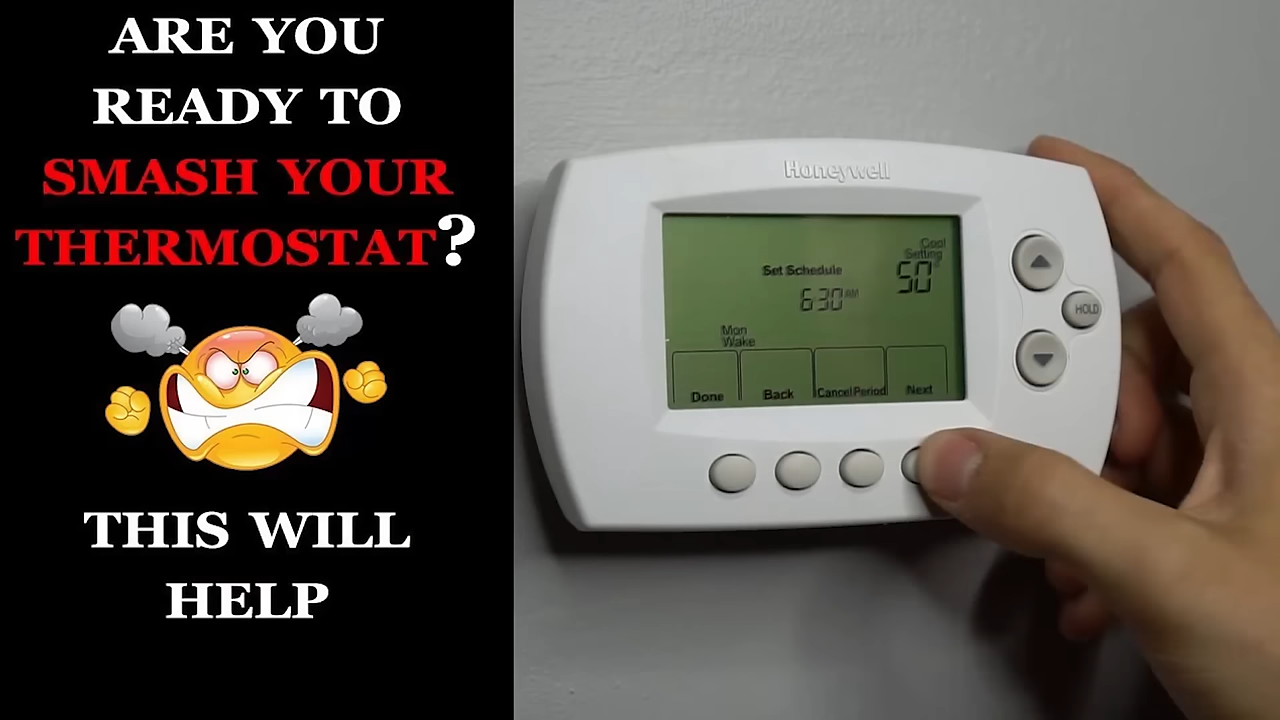 ARE YOU
READY TO
SMASH YOUR
THERMOSTAT?
THIS WILL
HELP
Honeywell
Cool
Setting
50°
Set Schedule
6:30 AM
Mon
Wake
Done
Back
Cancel Period
Next
HOLD